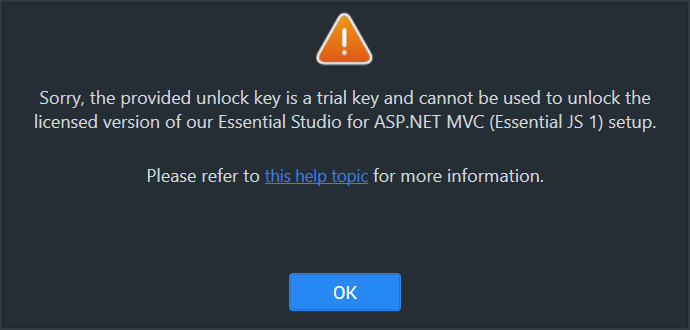 Sorry, the provided unlock key is a trial key and cannot be used to unlock the
licensed version of our Essential Studio for ASP.NET MVC (Essential JS 1) setup.
Please refer to this help topic for more information.
OK